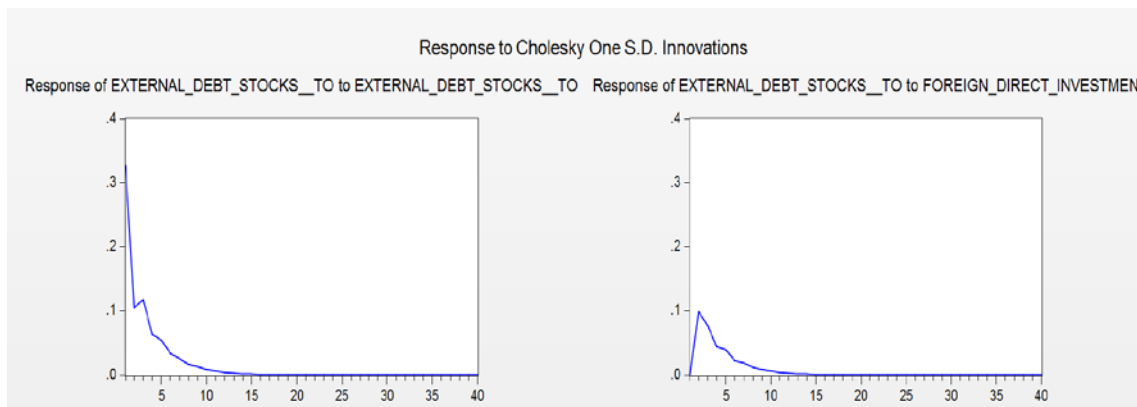 Response to Cholesky One S.D. Innovations
Response of EXTERNAL_DEBT_STOCKS__TO to EXTERNAL_DEBT_STOCKS__TO
Response of EXTERNAL_DEBT_STOCKS__TO to FOREIGN_DIRECT_INVESTMEN
.4
.3
.2
.1
.0
5 10 15 20 25 30 35 40
.4
.3
.2
.1
.0
5 10 15 20 25 30 35 40